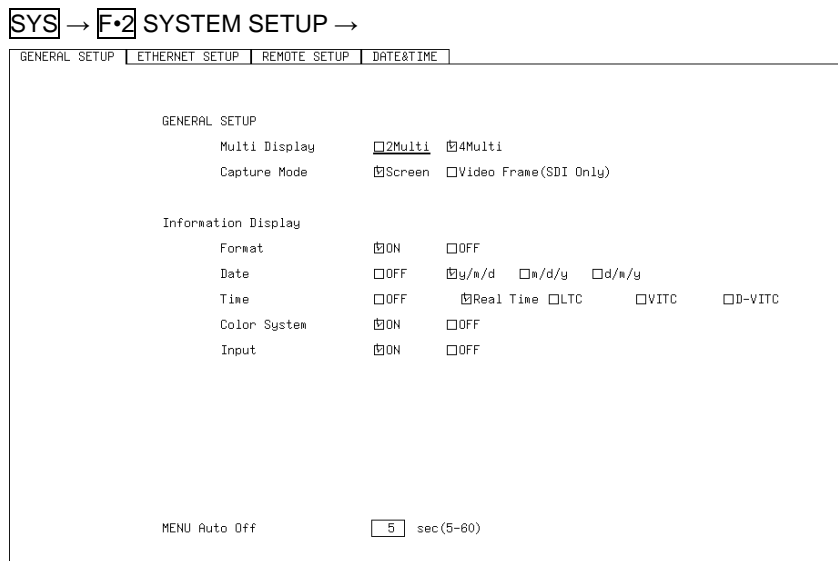 SYS → F•2 SYSTEM SETUP →
GENERAL SETUP ETHERNET SETUP REMOTE SETUP DATE&TIME
GENERAL SETUP
Multi Display ☐2Multi ☑4Multi
Capture Mode ☑Screen ☐Video Frame(SDI Only)
Information Display
Format ☑ON ☐OFF
Date ☐OFF ☑y/m/d ☐m/d/y ☐d/m/y
Time ☐OFF ☑Real Time ☐LTC ☐VITC ☐D-VITC
Color System ☑ON ☐OFF
Input ☑ON ☐OFF
MENU Auto Off 5 sec(5-60)